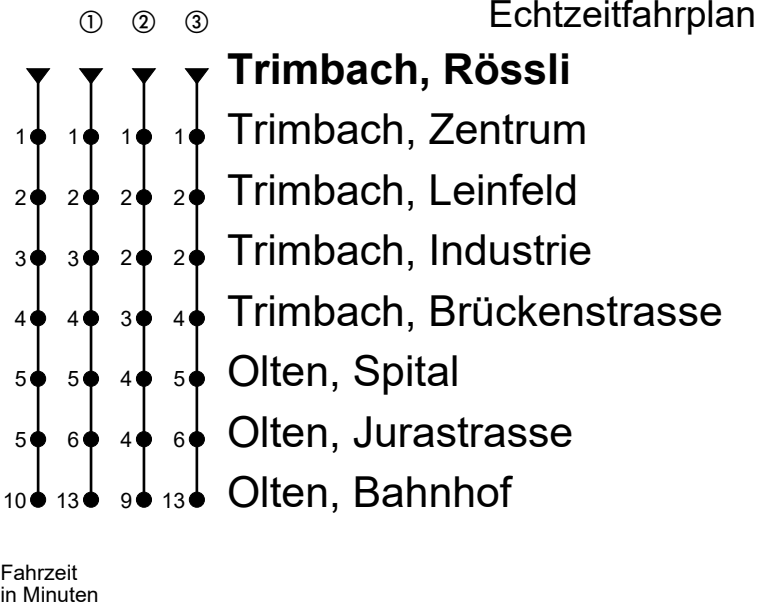 ① ② ③ Echtzeitfahrplan
Trimbach, Rössli
1 1 1 1 Trimbach, Zentrum
2 2 2 2 Trimbach, Leinfeld
3 3 2 2 Trimbach, Industrie
4 4 3 4 Trimbach, Brückenstrasse
5 5 4 5 Olten, Spital
5 6 4 6 Olten, Jurastrasse
10 13 9 13 Olten, Bahnhof
Fahrzeit
in Minuten